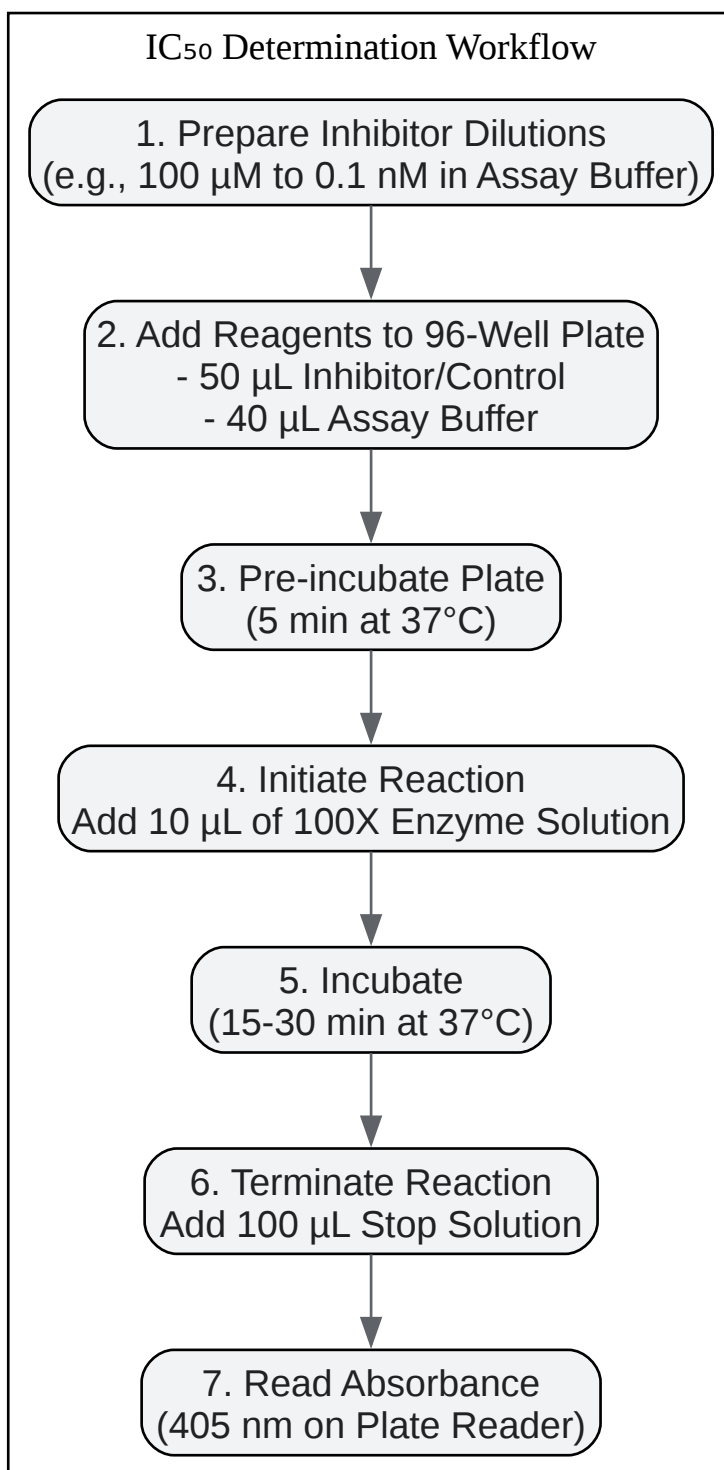 IC₅₀ Determination Workflow
1. Prepare Inhibitor Dilutions
(e.g., 100 µM to 0.1 nM in Assay Buffer)
2. Add Reagents to 96-Well Plate
- 50 µL Inhibitor/Control
- 40 µL Assay Buffer
3. Pre-incubate Plate
(5 min at 37°C)
4. Initiate Reaction
Add 10 µL of 100X Enzyme Solution
5. Incubate
(15-30 min at 37°C)
6. Terminate Reaction
Add 100 µL Stop Solution
7. Read Absorbance
(405 nm on Plate Reader)